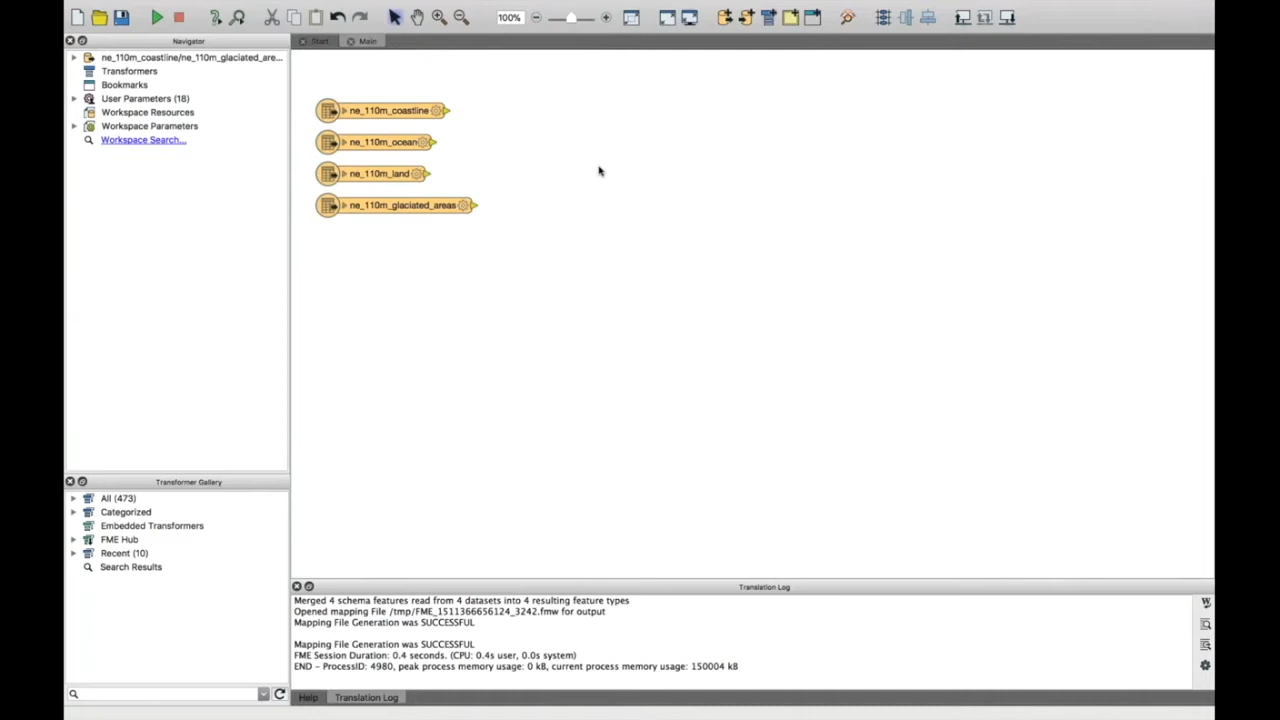 100%
Navigator
Start
Main
ne_110m_coastline/ne_110m_glaciated_are...
Transformers
Bookmarks
User Parameters (18)
Workspace Resources
Workspace Parameters
Workspace Search...
ne_110m_coastline
ne_110m_ocean
ne_110m_land
ne_110m_glaciated_areas
Transformer Gallery
All (473)
Categorized
Embedded Transformers
FME Hub
Recent (10)
Search Results
Translation Log
Merged 4 schema features read from 4 datasets into 4 resulting feature types
Opened mapping File /tmp/FME_1511366656124_3242.fmw for output
Mapping File Generation was SUCCESSFUL
Mapping File Generation was SUCCESSFUL
FME Session Duration: 0.4 seconds. (CPU: 0.4s user, 0.0s system)
END - ProcessID: 4980, peak process memory usage: 0 kB, current process memory usage: 150004 kB
Help
Translation Log